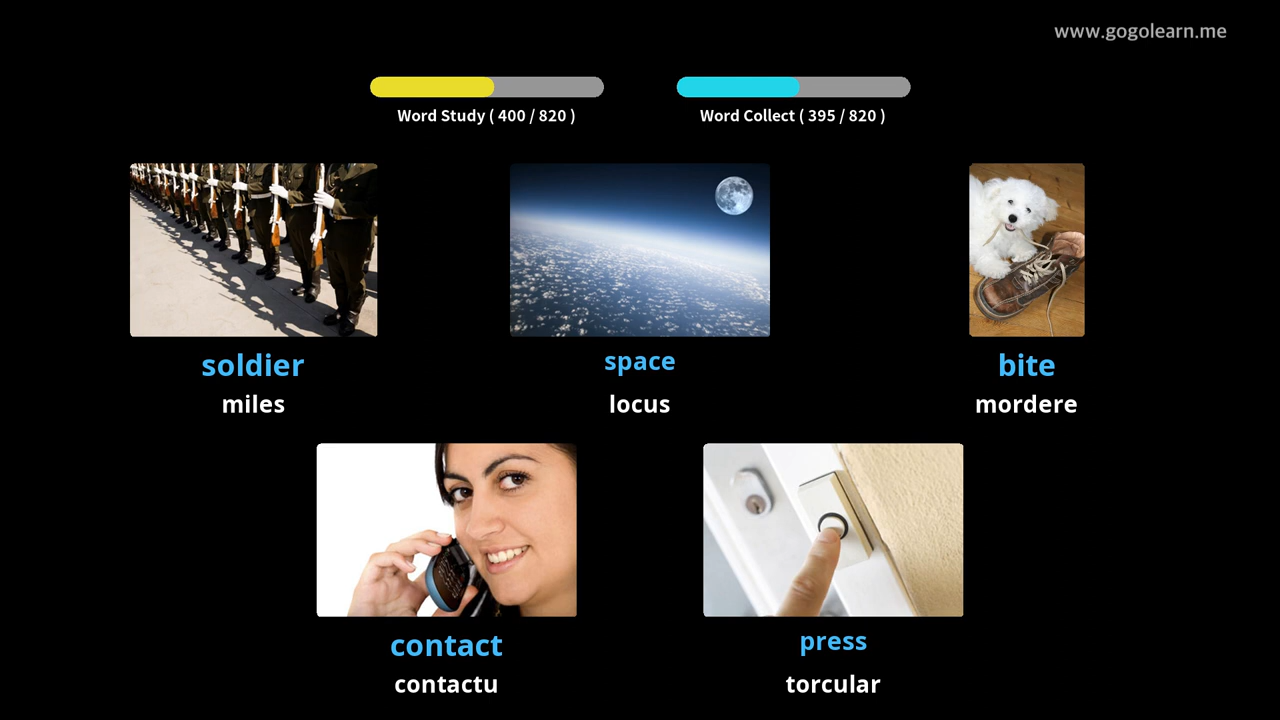 www.gogolearn.me
Word Study ( 400 / 820 )
Word Collect ( 395 / 820 )
soldier
miles
space
locus
bite
mordere
contact
contactu
press
torcular